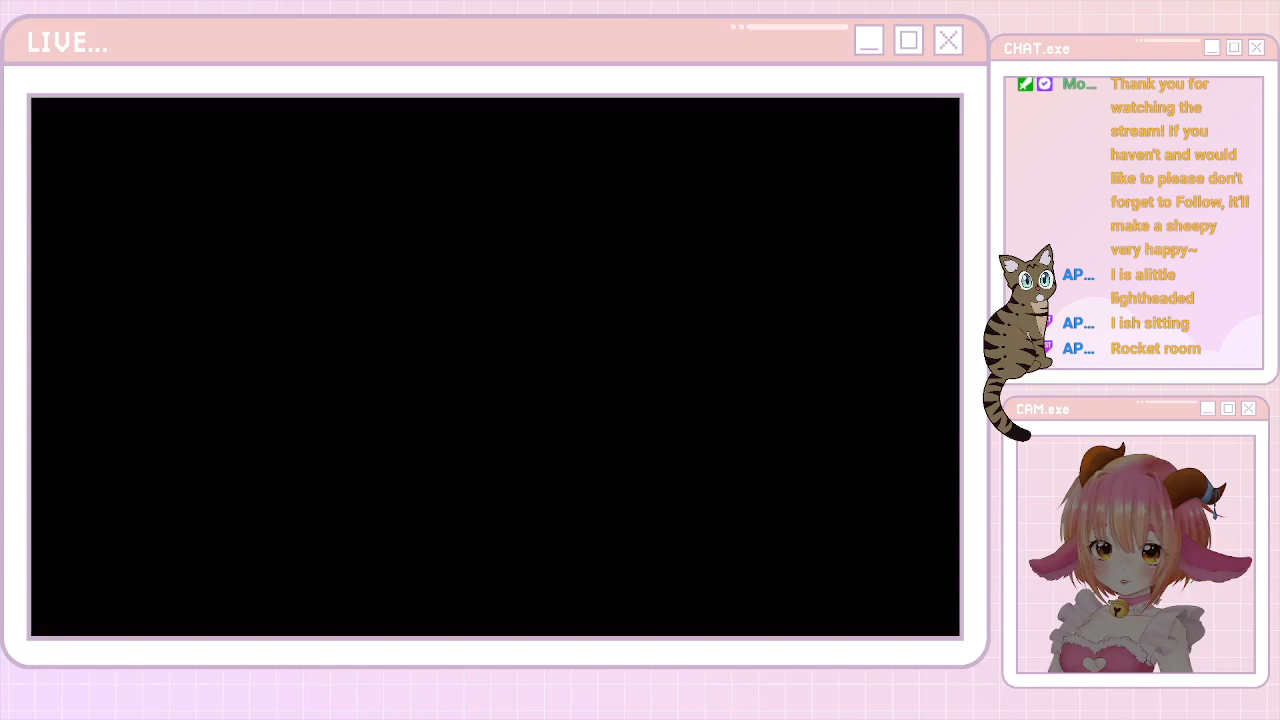 LIVE...
CHAT.exe
Mo... Thank you for
watching the
stream! If you
haven't and would
like to please don't
forget to Follow, it'll
make a sheepy
very happy~
AP... I is alittle
lightheaded
AP... I ish sitting
AP... Rocket room
CAM.exe